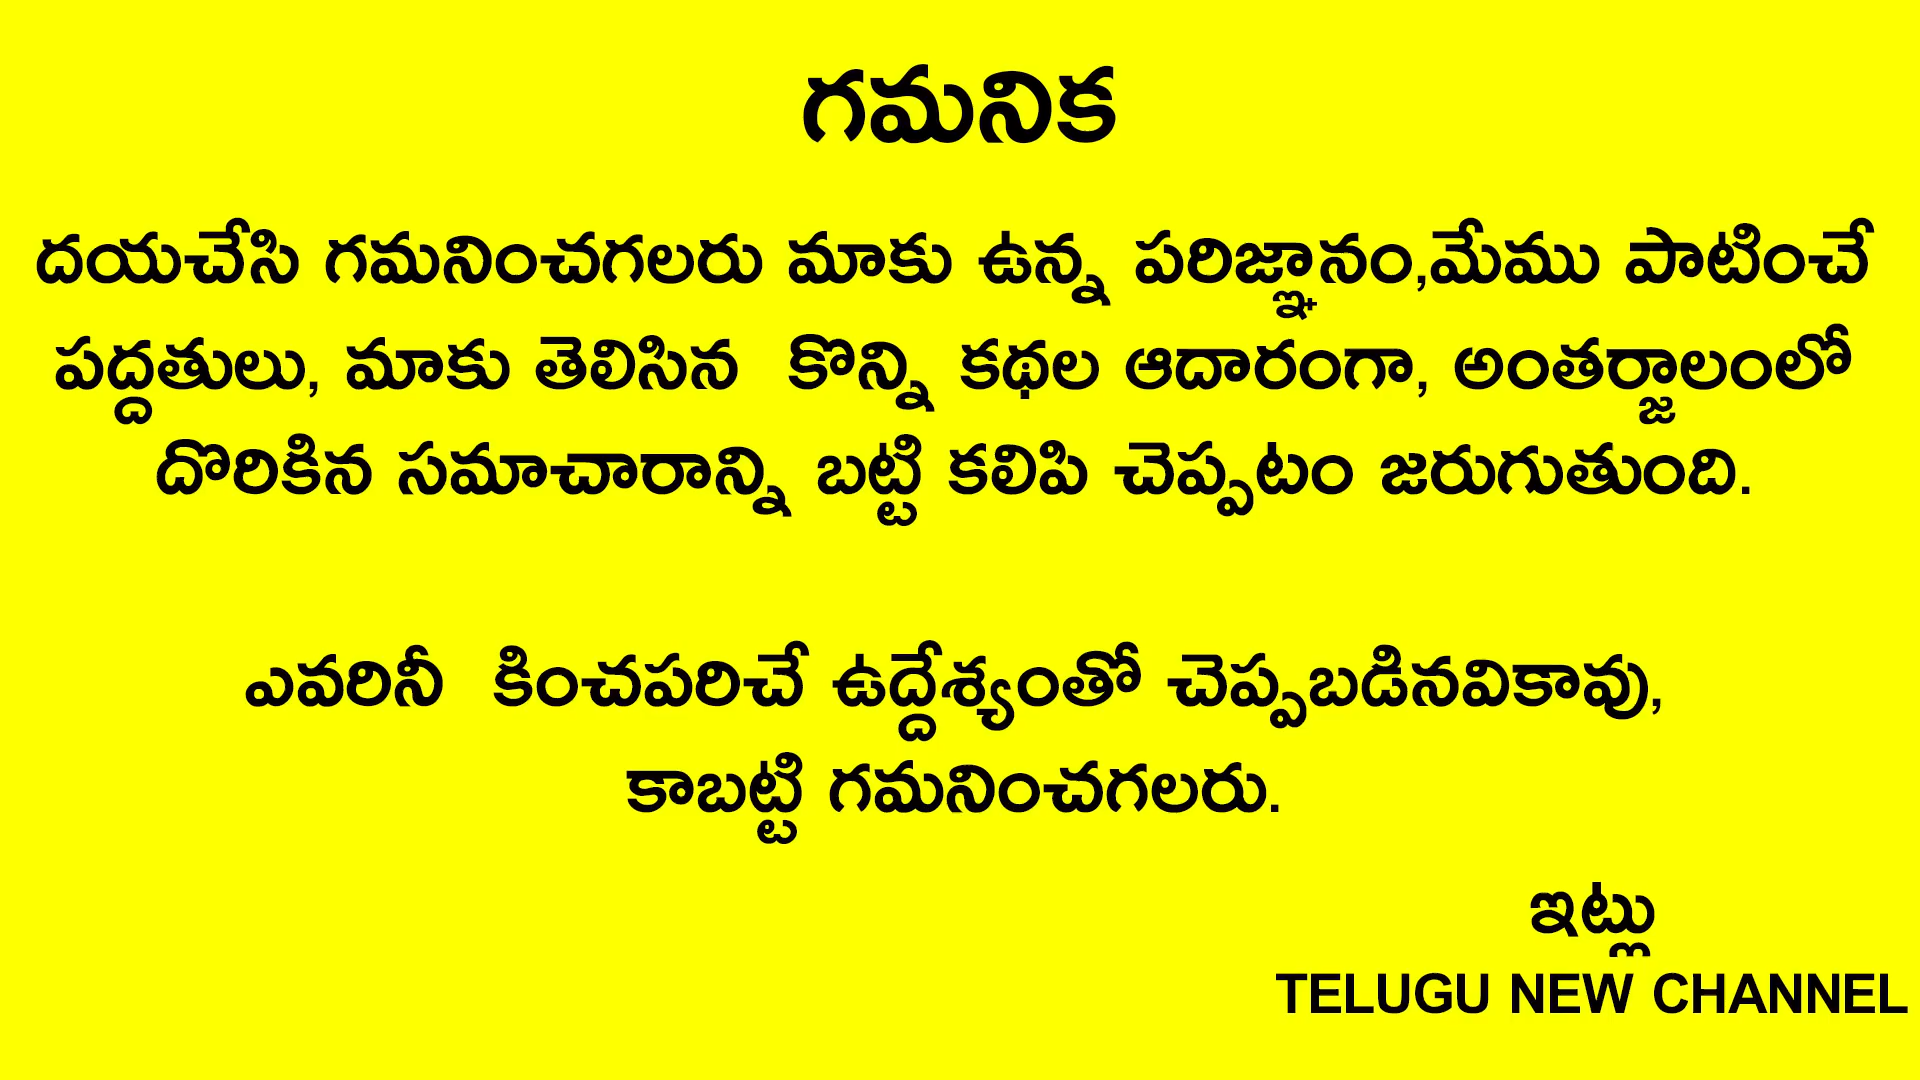 గమనిక
దయచేసి గమనించగలరు మాకు ఉన్న పరిజ్ఞానం,మేము పాటించే
పద్దతులు, మాకు తెలిసిన కొన్ని కథల ఆదారంగా, అంతర్జాలంలో
దొరికిన సమాచారాన్ని బట్టి కలిపి చెప్పటం జరుగుతుంది.
ఎవరినీ కించపరిచే ఉద్దేశ్యంతో చెప్పబడినవికావు,
కాబట్టి గమనించగలరు.
ఇట్లు
TELUGU NEW CHANNEL